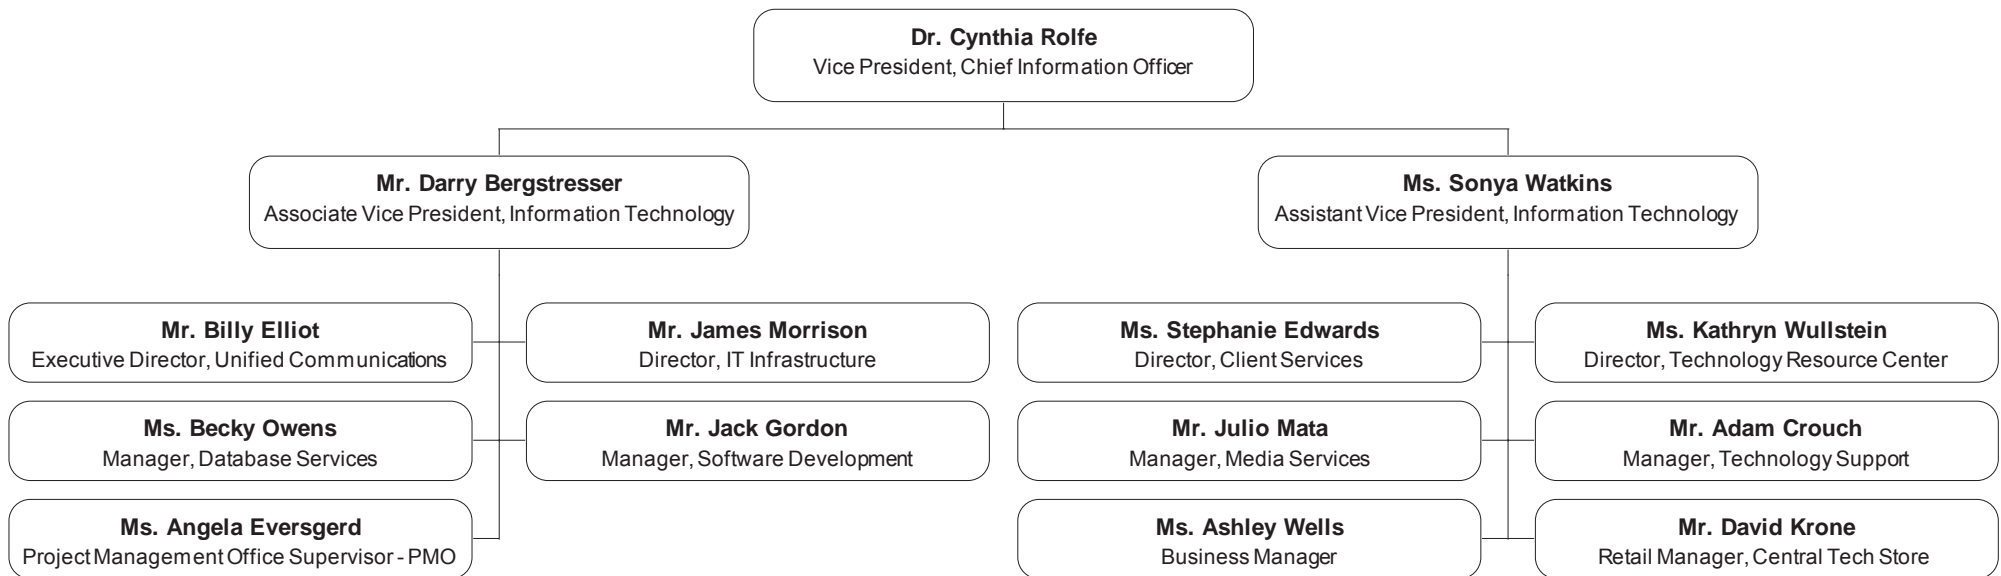 Dr. Cynthia Rolfe
Vice President, Chief Information Officer
Mr. Darry Bergstresser
Associate Vice President, Information Technology
Ms. Sonya Watkins
Assistant Vice President, Information Technology
Mr. Billy Elliot
Executive Director, Unified Communications
Mr. James Morrison
Director, IT Infrastructure
Ms. Stephanie Edwards
Director, Client Services
Ms. Kathryn Wullstein
Director, Technology Resource Center
Ms. Becky Owens
Manager, Database Services
Mr. Jack Gordon
Manager, Software Development
Mr. Julio Mata
Manager, Media Services
Mr. Adam Crouch
Manager, Technology Support
Ms. Angela Eversgerd
Project Management Office Supervisor - PMO
Ms. Ashley Wells
Business Manager
Mr. David Krone
Retail Manager, Central Tech Store